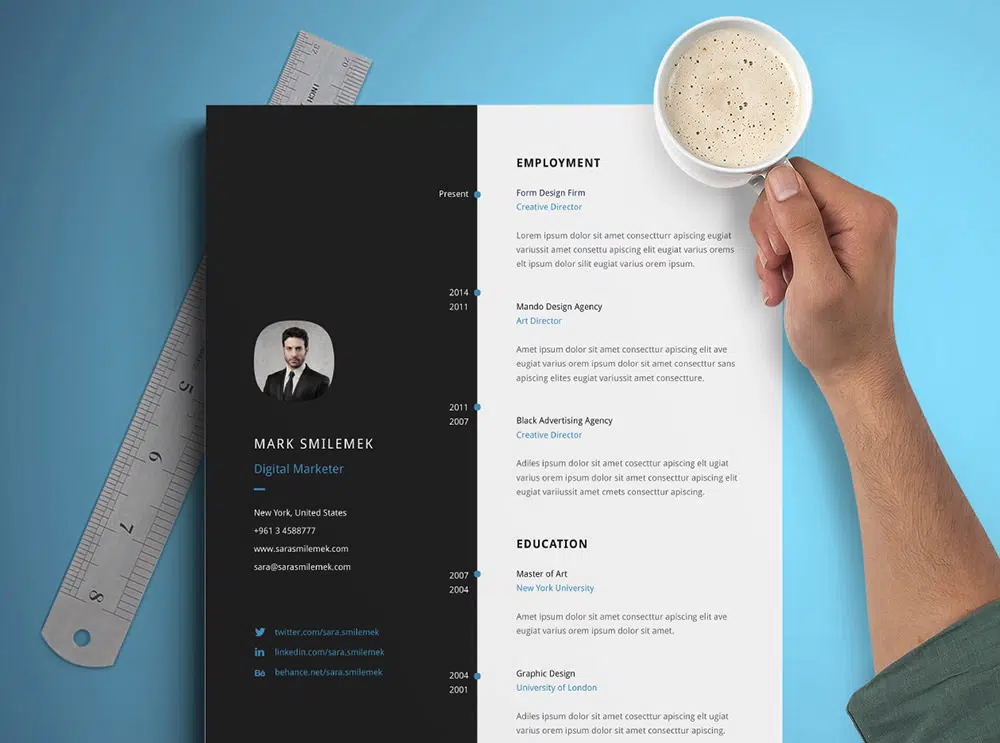 INCH
5
6
7
8
MARK SMILEMEK
Digital Marketer
New York, United States
+961 3 4588777
www.sarasmilemek.com
sara@sarasmilemek.com
twitter.com/sara.smilemek
in linkedin.com/sara.smilemek
Bē behance.net/sara.smilemek
EMPLOYMENT
Present
Form Design Firm
Creative Director
Lorem ipsum dolor sit amet consectturr apiscing eugiat
variussit amet consettu apiscing elit eugiat varius orems
elt ipsum dolor silit eugiat varius orem ipsum.
2014
2011
Mando Design Agency
Art Director
Amet ipsum dolor sit amet consecttur apiscing elit ave
eugiat varius orem ipsum dolor sit amet consecttur sans
apiscing elites eugiat variussit amet consectture.
2011
2007
Black Advertising Agency
Creative Director
Adiles ipsum dolor sit amet cosecttur apiscing elt ugiat
varius orem ipsum dolor sit amet consecttur apiscing elit
eugiat variiussit amet cmets consecttur apiscing.
EDUCATION
2007
2004
Master of Art
New York University
Amet ipsum dolor sit amet consecttur apiscing elit ave
eugiat varius orem ipsum dolor sit amet.
2004
2001
Graphic Design
University of London
Adiles ipsum dolor sit amet cosecttur apiscing elt ugiat
varius orem ipsum dolor sit amet consecttur apiscing.